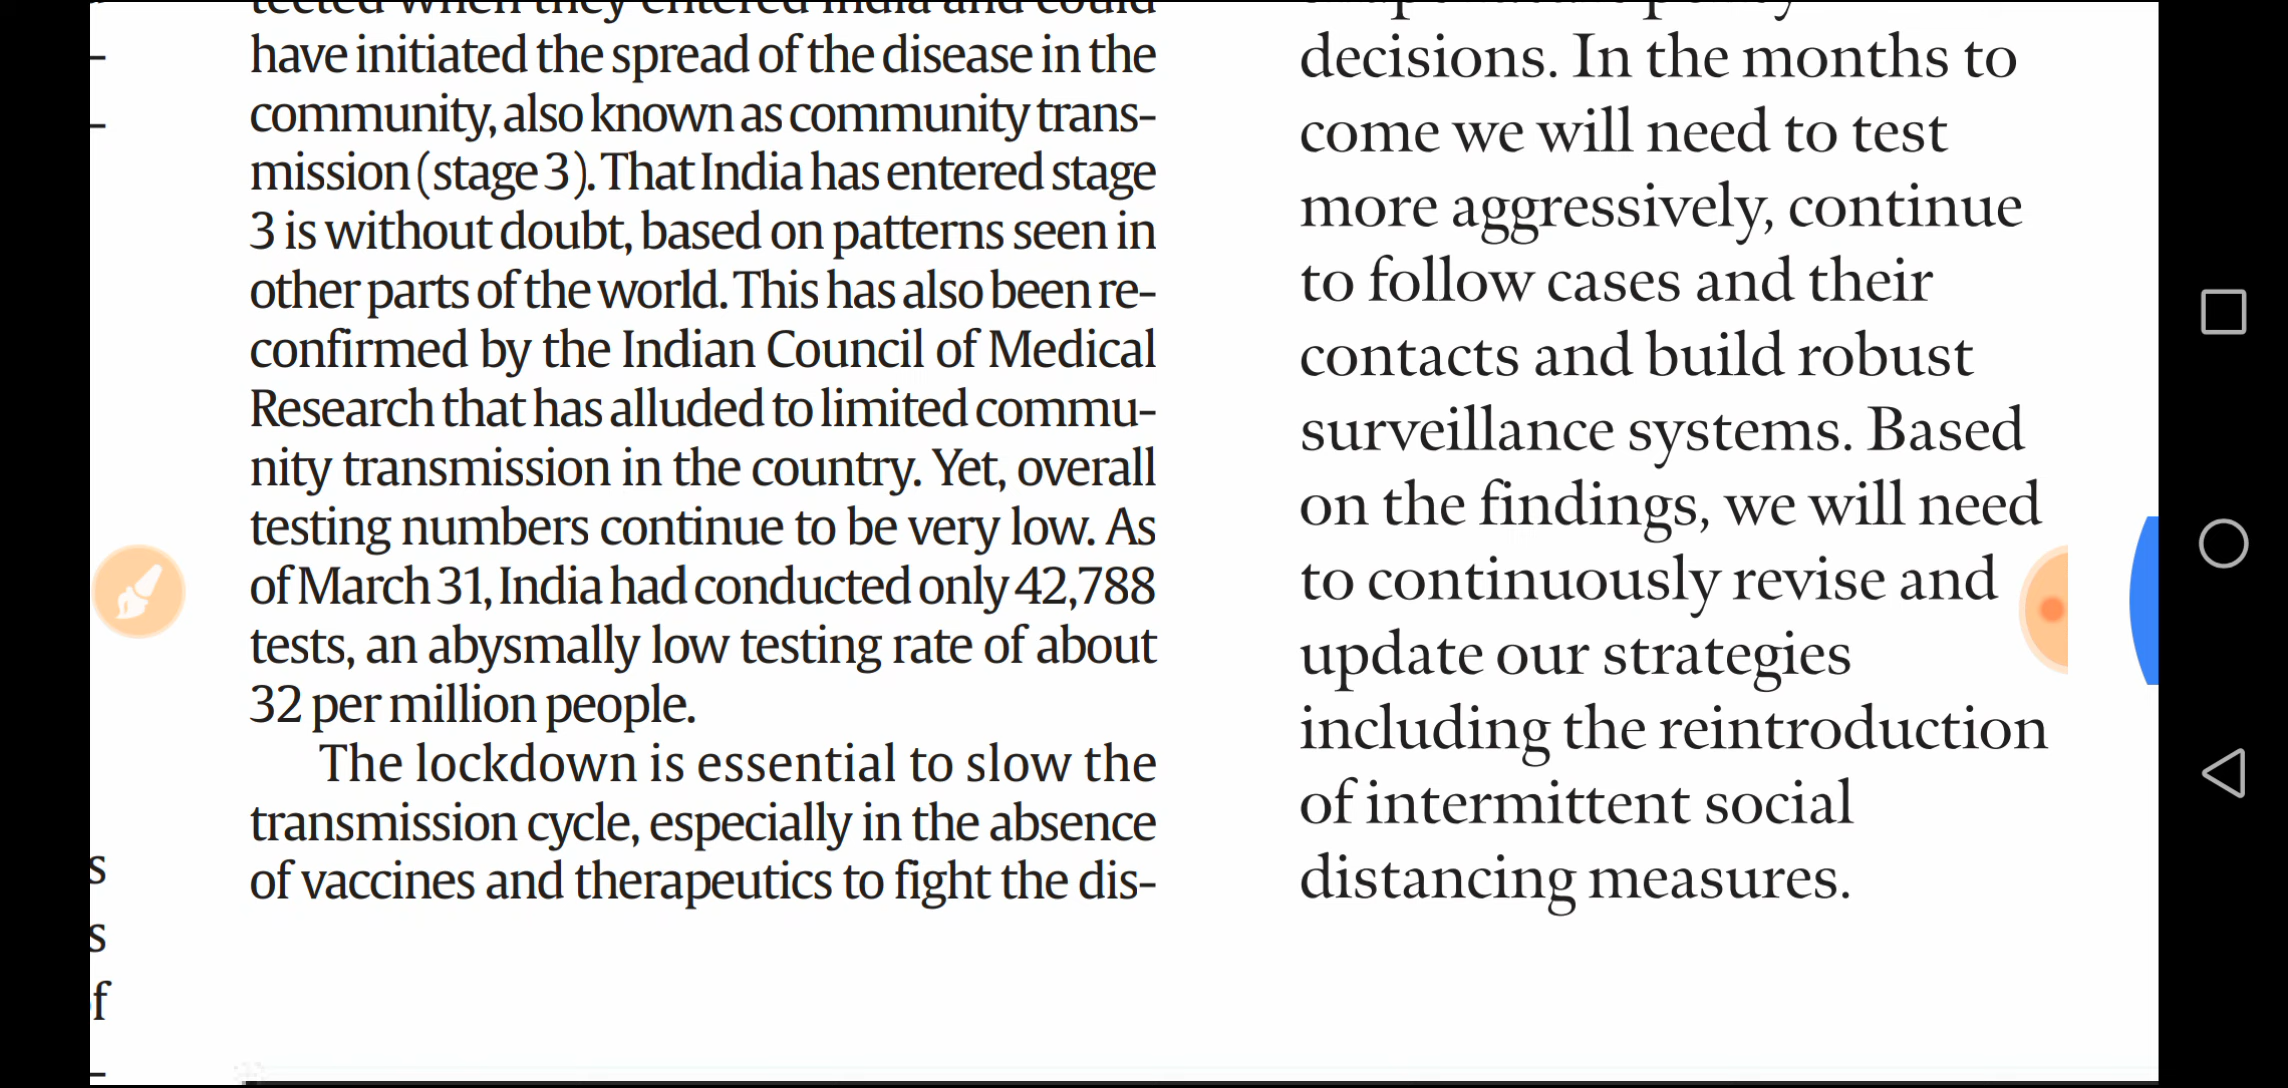 tected when they entered India and could
have initiated the spread of the disease in the
community, also known as community trans-
mission (stage 3). That India has entered stage
3 is without doubt, based on patterns seen in
other parts of the world. This has also been re-
confirmed by the Indian Council of Medical
Research that has alluded to limited commu-
nity transmission in the country. Yet, overall
testing numbers continue to be very low. As
of March 31, India had conducted only 42,788
tests, an abysmally low testing rate of about
32 per million people.
The lockdown is essential to slow the
transmission cycle, especially in the absence
of vaccines and therapeutics to fight the dis-
decisions. In the months to
come we will need to test
more aggressively, continue
to follow cases and their
contacts and build robust
surveillance systems. Based
on the findings, we will need
to continuously revise and
update our strategies
including the reintroduction
of intermittent social
distancing measures.